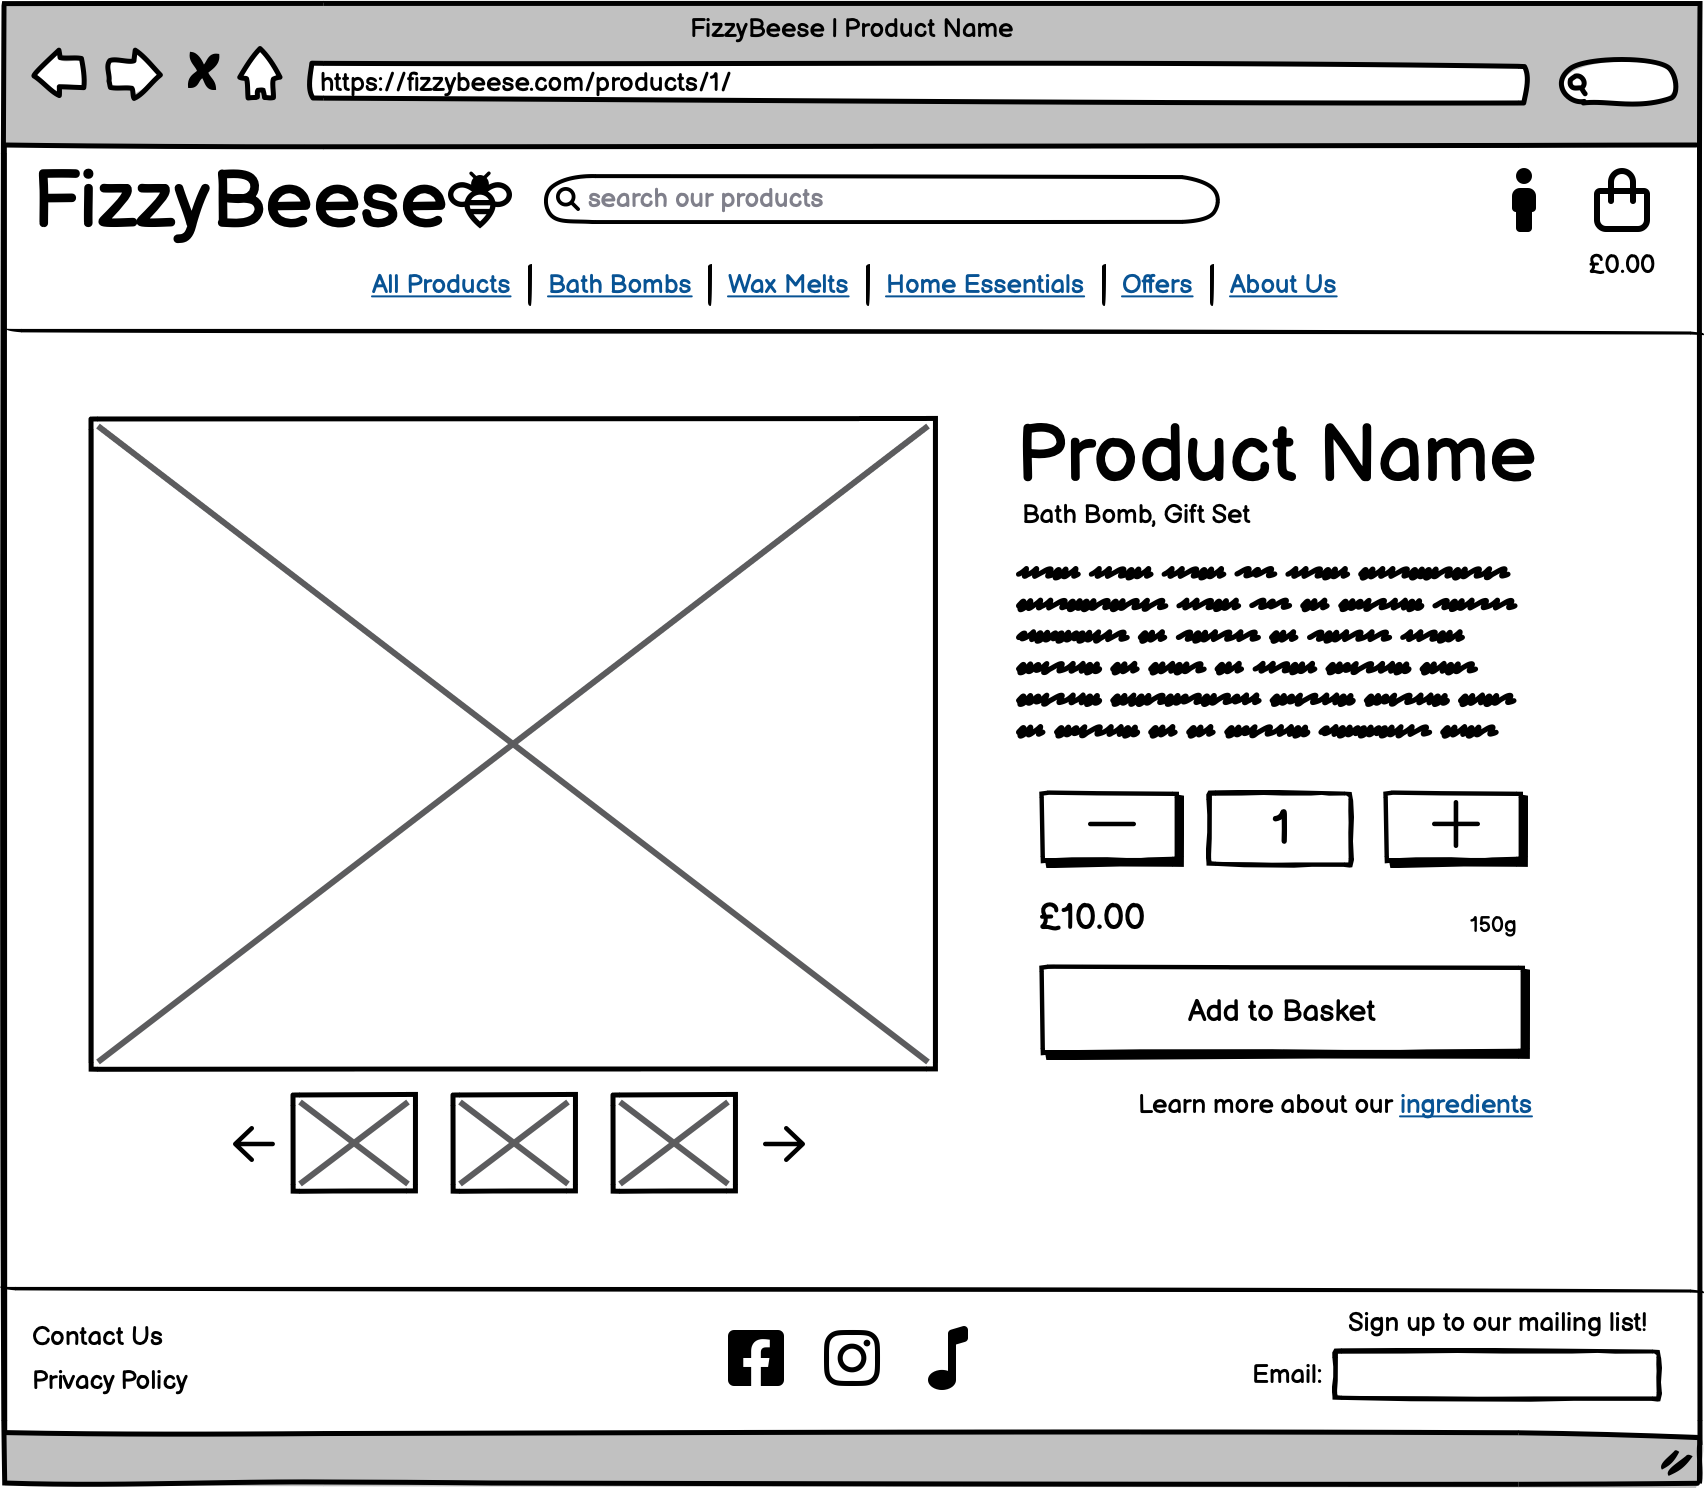 FizzyBeese | Product Name
https://fizzybeese.com/products/1/
FizzyBeese
search our products
£0.00
All Products | Bath Bombs | Wax Melts | Home Essentials | Offers | About Us
Product Name
Bath Bomb, Gift Set
1
£10.00
150g
Add to Basket
Learn more about our ingredients
Contact Us
Privacy Policy
Sign up to our mailing list!
Email: